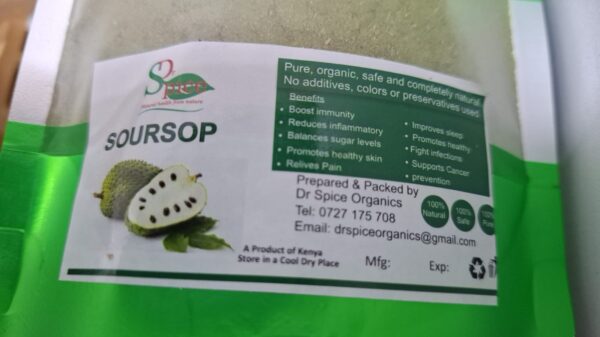 Dr
Spice
Pure, organic, safe and completely natural
No additives, colors or preservatives used
Benefits
• Boost immunity
• Reduces inflammatory
• Balances sugar levels
• Promotes healthy skin
• Relives Pain
• Improves sleep
• Promotes healthy
• Fight infections
• Supports Cancer
• prevention
SOURSOP
Prepared & Packed by
Dr Spice Organics
Tel: 0727 175 708
Email: drspiceorganics@gmail.com
100%
Natural
100%
Safe
100%
A Product of Kenya
Store in a Cool Dry Place
Mfg:
Exp: